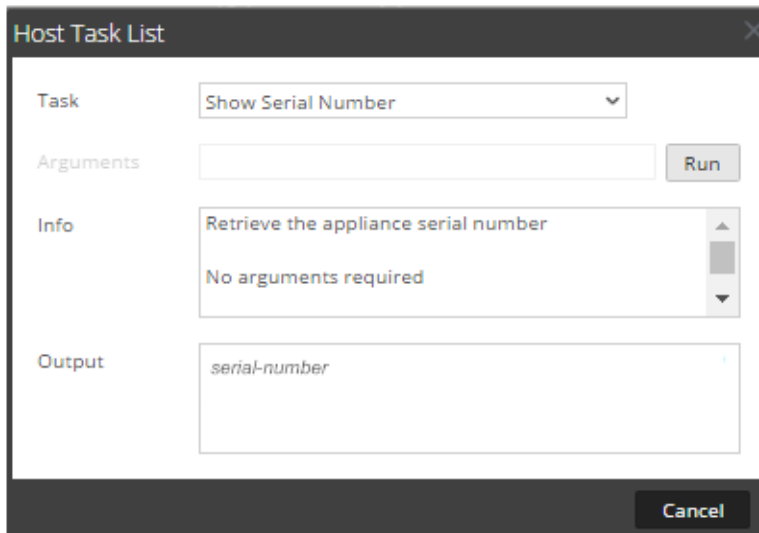 Host Task List
Task
Show Serial Number
Arguments
Run
Info
Retrieve the appliance serial number
No arguments required
Output
serial-number
Cancel